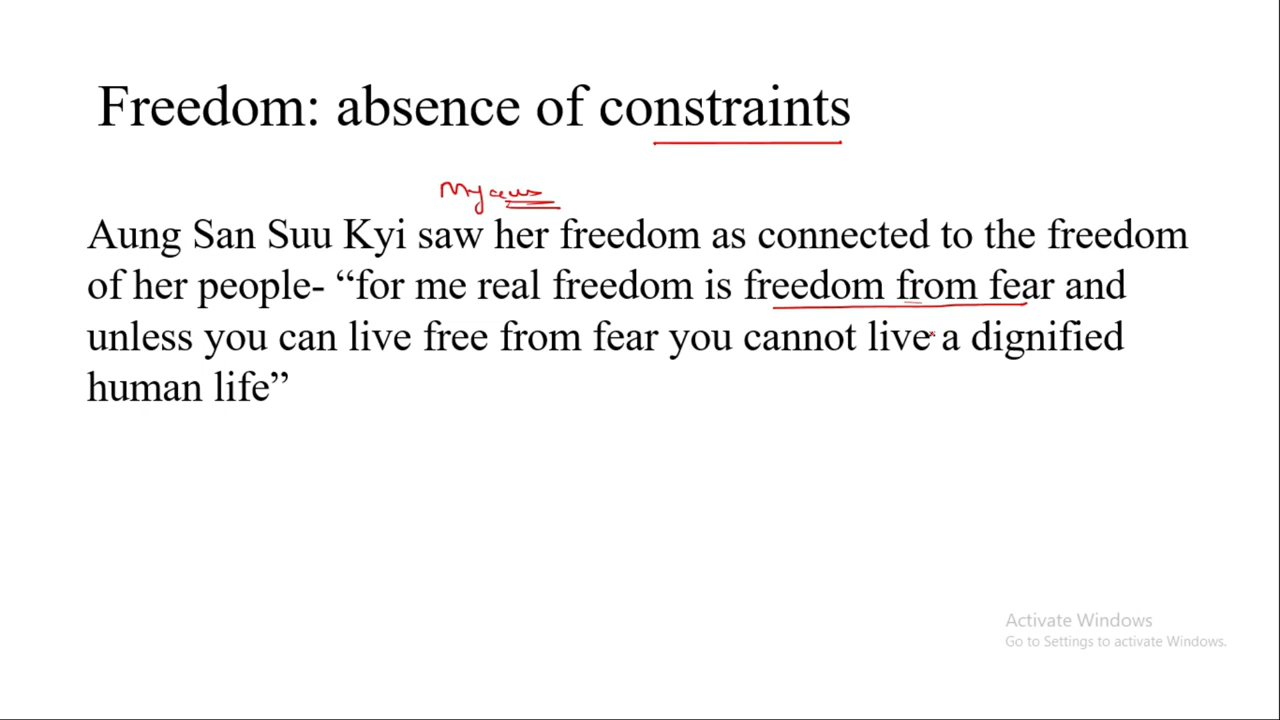 Freedom: absence of constraints
Aung San Suu Kyi saw her freedom as connected to the freedom
of her people- “for me real freedom is freedom from fear and
unless you can live free from fear you cannot live a dignified
human life”
Activate Windows
Go to Settings to activate Windows.